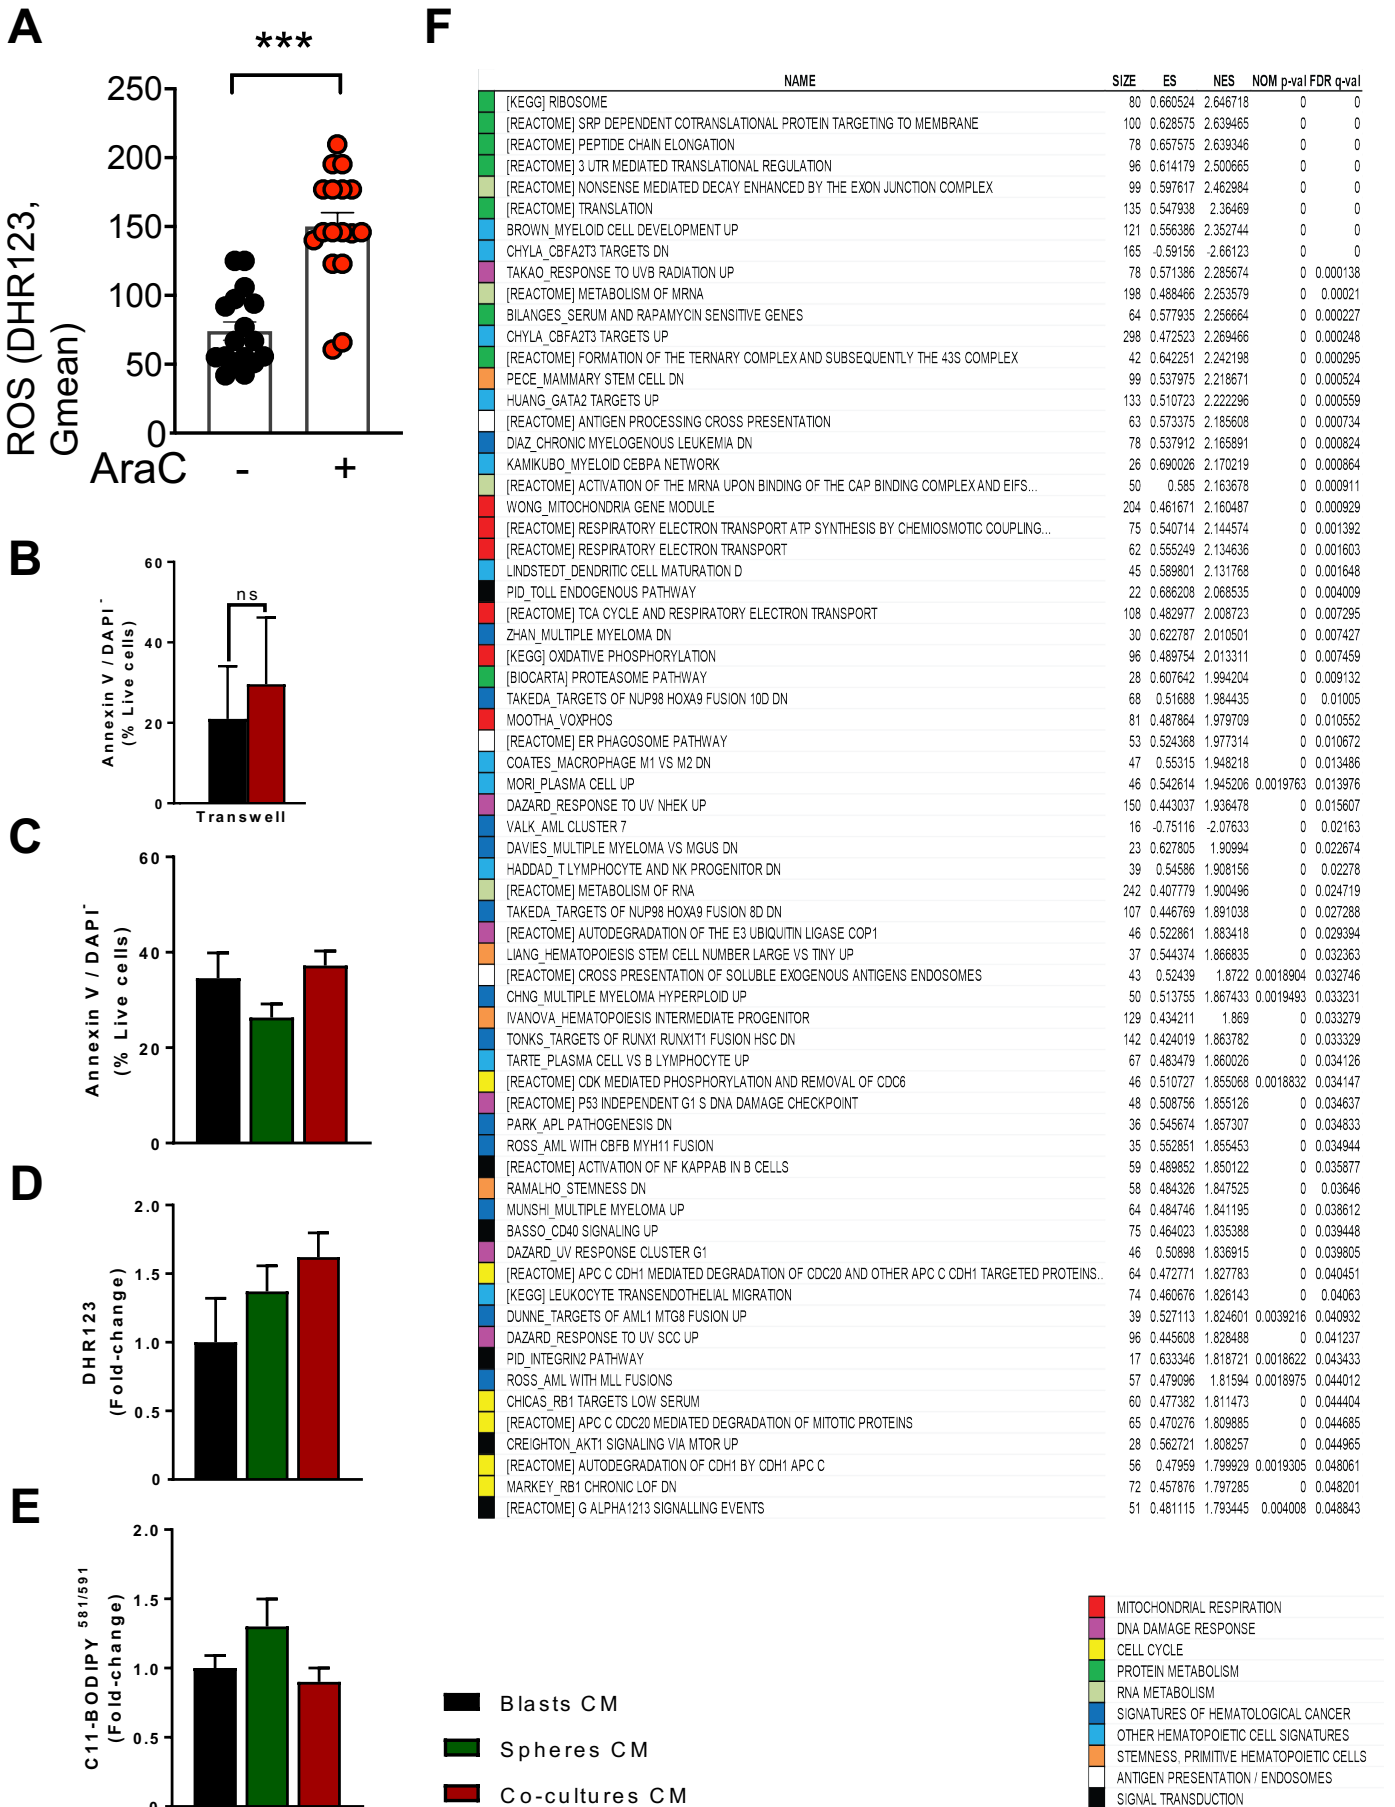 A
***
250
200
150
100
50
0
ROS (DHR123,
Gmean)
AraC - +
B
60
40
20
0
ns
Annexin V / DAPI-
(% Live cells)
Transwell
C
60
40
20
0
Annexin V / DAPI-
(% Live cells)
D
2.0
1.5
1.0
0.5
0
DHR123
(Fold-change)
E
2.0
1.5
1.0
0.5
0
C11-BODIPY 581/591
(Fold-change)
Blasts CM
Spheres CM
Co-cultures CM
F
NAME SIZE ES NES NOM p-val FDR q-val
[KEGG] RIBOSOME 80 0.660524 2.646718 0 0
[REACTOME] SRP DEPENDENT COTRANSLATIONAL PROTEIN TARGETING TO MEMBRANE 100 0.628575 2.639465 0 0
[REACTOME] PEPTIDE CHAIN ELONGATION 78 0.657575 2.639346 0 0
[REACTOME] 3 UTR MEDIATED TRANSLATIONAL REGULATION 96 0.614179 2.500665 0 0
[REACTOME] NONSENSE MEDIATED DECAY ENHANCED BY THE EXON JUNCTION COMPLEX 99 0.597617 2.462984 0 0
[REACTOME] TRANSLATION 135 0.547938 2.36469 0 0
BROWN_MYELOID CELL DEVELOPMENT UP 121 0.556386 2.352744 0 0
CHYLA_CBFA2T3 TARGETS DN 165 -0.59156 -2.66123 0 0
TAKAO_RESPONSE TO UVB RADIATION UP 78 0.571386 2.285674 0 0.000138
[REACTOME] METABOLISM OF MRNA 198 0.488466 2.253579 0 0.00021
BILANGES_SERUM AND RAPAMYCIN SENSITIVE GENES 64 0.577935 2.256664 0 0.000227
CHYLA_CBFA2T3 TARGETS UP 298 0.472523 2.269466 0 0.000248
[REACTOME] FORMATION OF THE TERNARY COMPLEX AND SUBSEQUENTLY THE 43S COMPLEX 42 0.642251 2.242198 0 0.000295
PECE_MAMMARY STEM CELL DN 99 0.537975 2.218671 0 0.000524
HUANG_GATA2 TARGETS UP 133 0.510723 2.222296 0 0.000559
[REACTOME] ANTIGEN PROCESSING CROSS PRESENTATION 63 0.573375 2.185608 0 0.000734
DIAZ_CHRONIC MYELOGENOUS LEUKEMIA DN 78 0.537912 2.165891 0 0.000824
KAMIKUBO_MYELOID CEBPA NETWORK 26 0.690026 2.170219 0 0.000864
[REACTOME] ACTIVATION OF THE MRNA UPON BINDING OF THE CAP BINDING COMPLEX AND EIFS... 50 0.585 2.163678 0 0.000911
WONG_MITOCHONDRIA GENE MODULE 204 0.461671 2.160487 0 0.000929
[REACTOME] RESPIRATORY ELECTRON TRANSPORT ATP SYNTHESIS BY CHEMIOSMOTIC COUPLING... 75 0.540714 2.144574 0 0.001392
[REACTOME] RESPIRATORY ELECTRON TRANSPORT 62 0.555249 2.134636 0 0.001603
LINDSTEDT_DENDRITIC CELL MATURATION D 45 0.589801 2.131768 0 0.001648
PID_TOLL ENDOGENOUS PATHWAY 22 0.686208 2.068535 0 0.004009
[REACTOME] TCA CYCLE AND RESPIRATORY ELECTRON TRANSPORT 108 0.482977 2.008723 0 0.007295
ZHAN_MULTIPLE MYELOMA DN 30 0.622787 2.010501 0 0.007427
[KEGG] OXIDATIVE PHOSPHORYLATION 96 0.489754 2.013311 0 0.007459
[BIOCARTA] PROTEASOME PATHWAY 28 0.607642 1.994204 0 0.009132
TAKEDA_TARGETS OF NUP98 HOXA9 FUSION 10D DN 68 0.51688 1.984435 0 0.01005
MOOTHA_VOXPHOS 81 0.487864 1.979709 0 0.010552
[REACTOME] ER PHAGOSOME PATHWAY 53 0.524368 1.977314 0 0.010672
COATES_MACROPHAGE M1 VS M2 DN 47 0.55315 1.948218 0 0.013486
MORI_PLASMA CELL UP 46 0.542614 1.945206 0.0019763 0.013976
DAZARD_RESPONSE TO UV NHEK UP 150 0.443037 1.936478 0 0.015607
VALK_AML CLUSTER 7 16 -0.75116 -2.07633 0 0.02163
DAVIES_MULTIPLE MYELOMA VS MGUS DN 23 0.627805 1.90994 0 0.022674
HADDAD_T LYMPHOCYTE AND NK PROGENITOR DN 39 0.54586 1.908156 0 0.02278
[REACTOME] METABOLISM OF RNA 242 0.407779 1.900496 0 0.024719
TAKEDA_TARGETS OF NUP98 HOXA9 FUSION 8D DN 107 0.446769 1.891038 0 0.027288
[REACTOME] AUTODEGRADATION OF THE E3 UBIQUITIN LIGASE COP1 46 0.522861 1.883418 0 0.029394
LIANG_HEMATOPOIESIS STEM CELL NUMBER LARGE VS TINY UP 37 0.544374 1.866835 0 0.032363
[REACTOME] CROSS PRESENTATION OF SOLUBLE EXOGENOUS ANTIGENS ENDOSOMES 43 0.52439 1.8722 0.0018904 0.032746
CHNG_MULTIPLE MYELOMA HYPERPLOID UP 50 0.513755 1.867433 0.0019493 0.033231
IVANOVA_HEMATOPOIESIS INTERMEDIATE PROGENITOR 129 0.434211 1.869 0 0.033279
TONKS_TARGETS OF RUNX1 RUNX1T1 FUSION HSC DN 142 0.424019 1.863782 0 0.033329
TARTE_PLASMA CELL VS B LYMPHOCYTE UP 67 0.483479 1.860026 0 0.034126
[REACTOME] CDK MEDIATED PHOSPHORYLATION AND REMOVAL OF CDC6 46 0.510727 1.855068 0.0018832 0.034147
[REACTOME] P53 INDEPENDENT G1 S DNA DAMAGE CHECKPOINT 48 0.508756 1.855126 0 0.034637
PARK_APL PATHOGENESIS DN 36 0.545674 1.857307 0 0.034833
ROSS_AML WITH CBFB MYH11 FUSION 35 0.552851 1.855453 0 0.034944
[REACTOME] ACTIVATION OF NF KAPPAB IN B CELLS 59 0.489852 1.850122 0 0.035877
RAMALHO_STEMNESS DN 58 0.484326 1.847525 0 0.03646
MUNSHI_MULTIPLE MYELOMA UP 64 0.484746 1.841195 0 0.038612
BASSO_CD40 SIGNALING UP 75 0.464023 1.835388 0 0.039448
DAZARD_UV RESPONSE CLUSTER G1 46 0.50898 1.836915 0 0.039805
[REACTOME] APC C CDH1 MEDIATED DEGRADATION OF CDC20 AND OTHER APC C CDH1 TARGETED PROTEINS.. 64 0.472771 1.827783 0 0.040451
[KEGG] LEUKOCYTE TRANSENDOTHELIAL MIGRATION 74 0.460676 1.826143 0 0.04063
DUNNE_TARGETS OF AML1 MTG8 FUSION UP 39 0.527113 1.824601 0.0039216 0.040932
DAZARD_RESPONSE TO UV SCC UP 96 0.445608 1.828488 0 0.041237
PID_INTEGRIN2 PATHWAY 17 0.633346 1.818721 0.0018622 0.043433
ROSS_AML WITH MLL FUSIONS 57 0.479096 1.81594 0.0018975 0.044012
CHICAS_RB1 TARGETS LOW SERUM 60 0.477382 1.811473 0 0.044404
[REACTOME] APC C CDC20 MEDIATED DEGRADATION OF MITOTIC PROTEINS 65 0.470276 1.809885 0 0.044685
CREIGHTON_AKT1 SIGNALING VIA MTOR UP 28 0.562721 1.808257 0 0.044965
[REACTOME] AUTODEGRADATION OF CDH1 BY CDH1 APC C 56 0.47959 1.799929 0.0019305 0.048061
MARKEY_RB1 CHRONIC LOF DN 72 0.457876 1.797285 0 0.048201
[REACTOME] G ALPHA1213 SIGNALLING EVENTS 51 0.481115 1.793445 0.004008 0.048843
MITOCHONDRIAL RESPIRATION
DNA DAMAGE RESPONSE
CELL CYCLE
PROTEIN METABOLISM
RNA METABOLISM
SIGNATURES OF HEMATOLOGICAL CANCER
OTHER HEMATOPOIETIC CELL SIGNATURES
STEMNESS, PRIMITIVE HEMATOPOIETIC CELLS
ANTIGEN PRESENTATION / ENDOSOMES
SIGNAL TRANSDUCTION